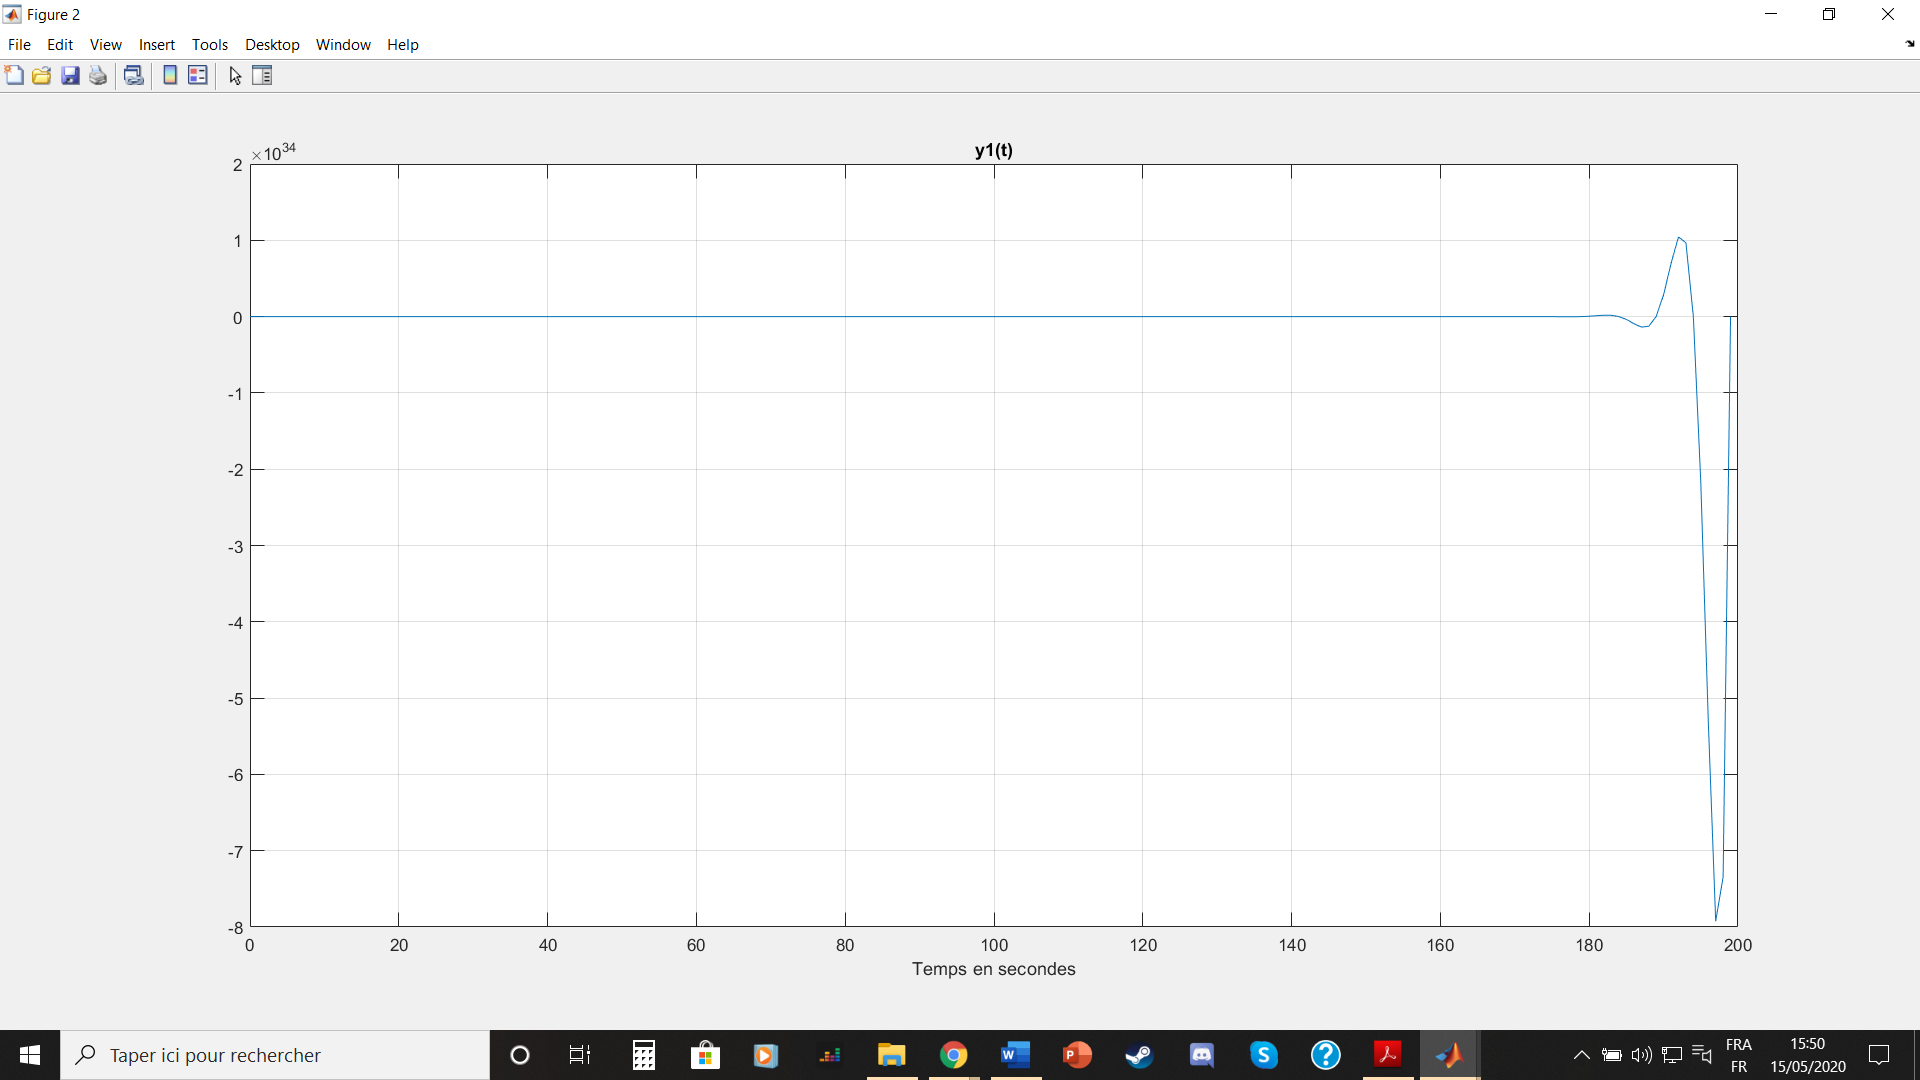 Figure 2
File Edit View Insert Tools Desktop Window Help
y1(t)
×10^34
2
1
0
-1
-2
-3
-4
-5
-6
-7
-8
0 20 40 60 80 100 120 140 160 180 200
Temps en secondes
Taper ici pour rechercher
FRA
FR
15:50
15/05/2020